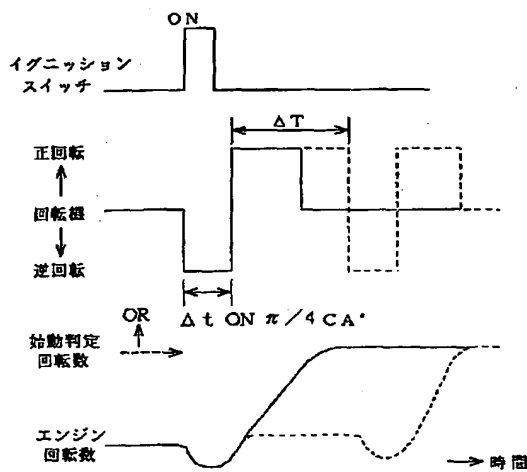 ON
イグニッション
スイッチ
ΔT
正回転
回転機
逆回転
Δt ON π/4 CA°
OR
始動判定
回転数
エンジン
回転数
時間